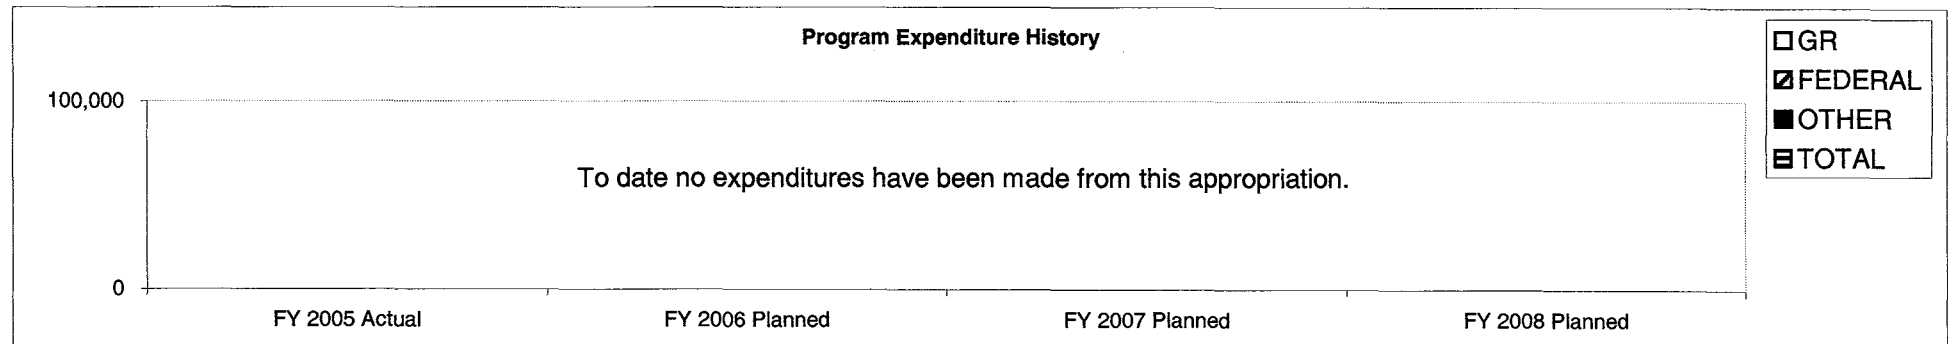 Program Expenditure History
GR
FEDERAL
OTHER
TOTAL
100,000
To date no expenditures have been made from this appropriation.
0
FY 2005 Actual
FY 2006 Planned
FY 2007 Planned
FY 2008 Planned